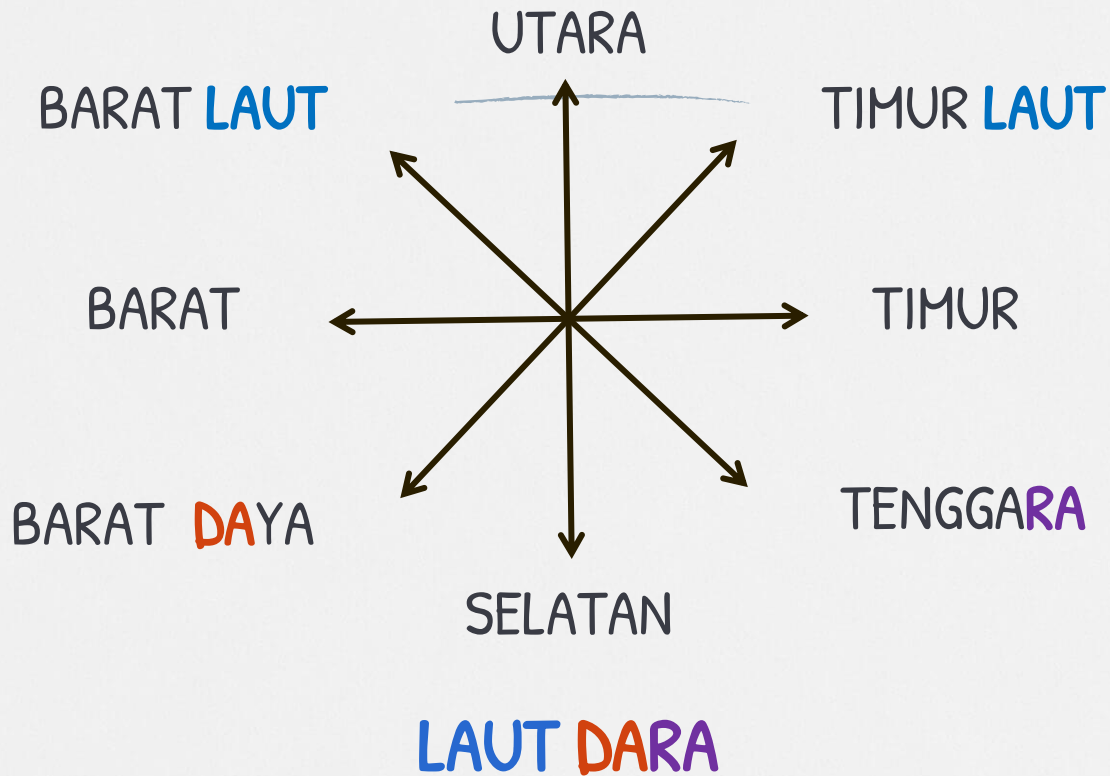 UTARA
BARAT LAUT
TIMUR LAUT
BARAT
TIMUR
BARAT DAYA
TENGGARA
SELATAN
LAUT DARA